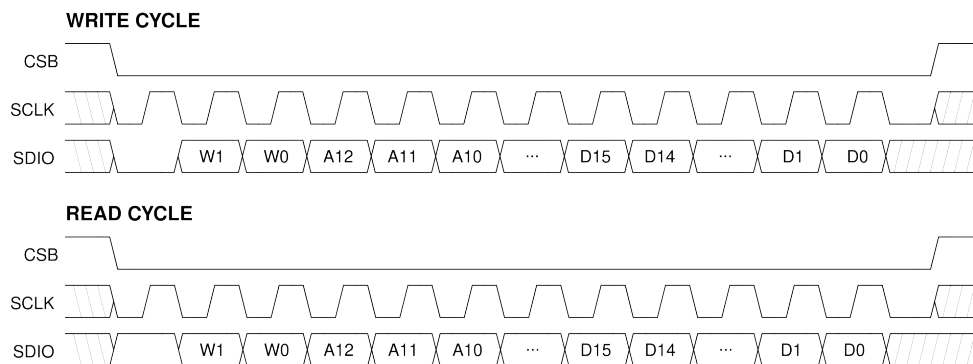 WRITE CYCLE
CSB
SCLK
SDIO W1 W0 A12 A11 A10 ... D15 D14 ... D1 D0
READ CYCLE
CSB
SCLK
SDIO W1 W0 A12 A11 A10 ... D15 D14 ... D1 D0